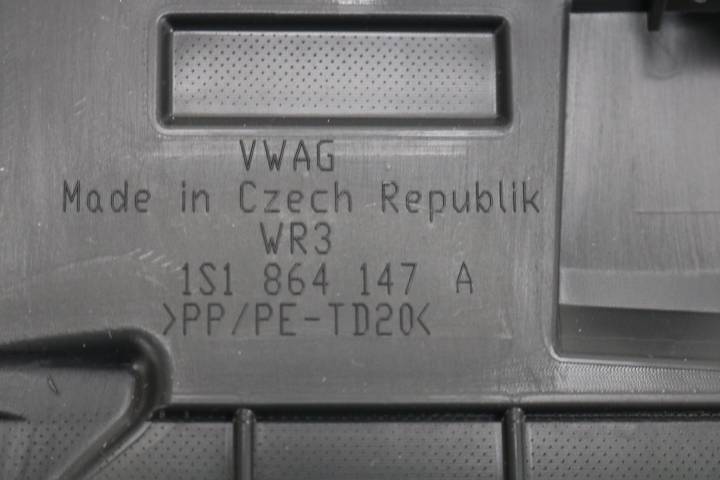 VWAG
Made in Czech Republik
WR3
1S1 864 147 A
>PP/PE-TD20<